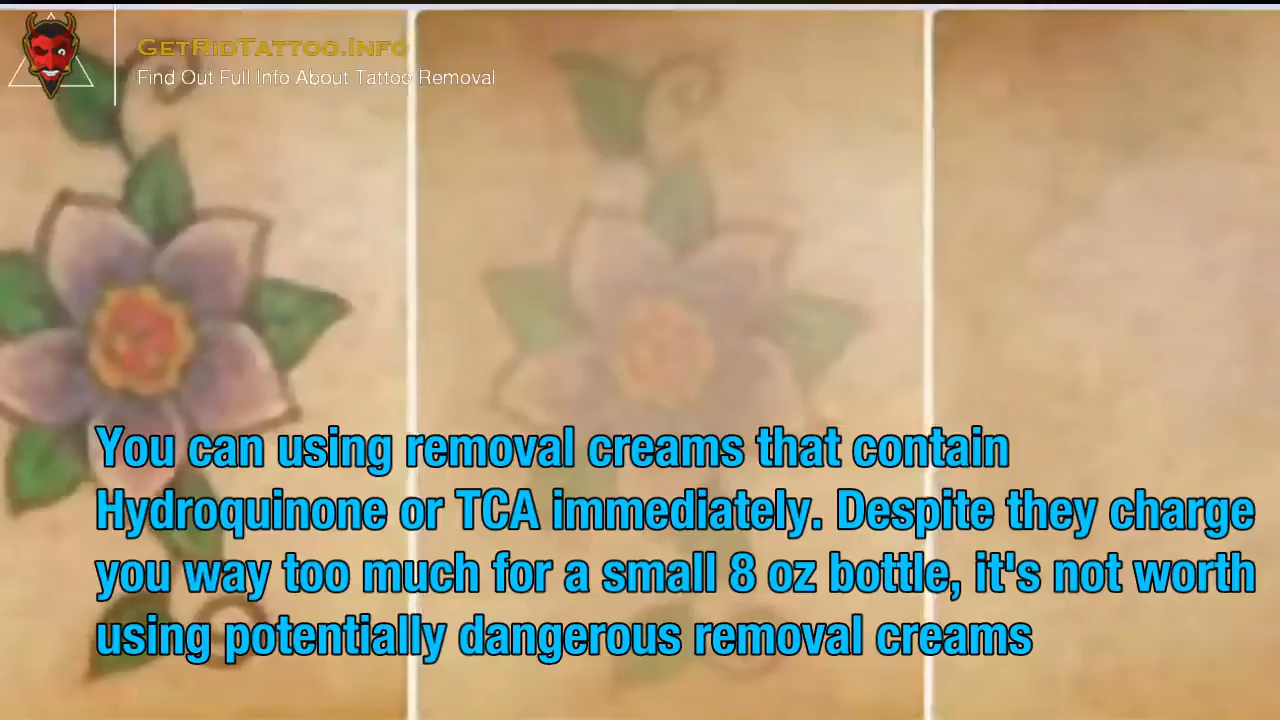 GETRIDTATTOO.INFO
Find Out Full Info About Tattoo Removal
You can using removal creams that contain
Hydroquinone or TCA immediately. Despite they charge
you way too much for a small 8 oz bottle, it's not worth
using potentially dangerous removal creams